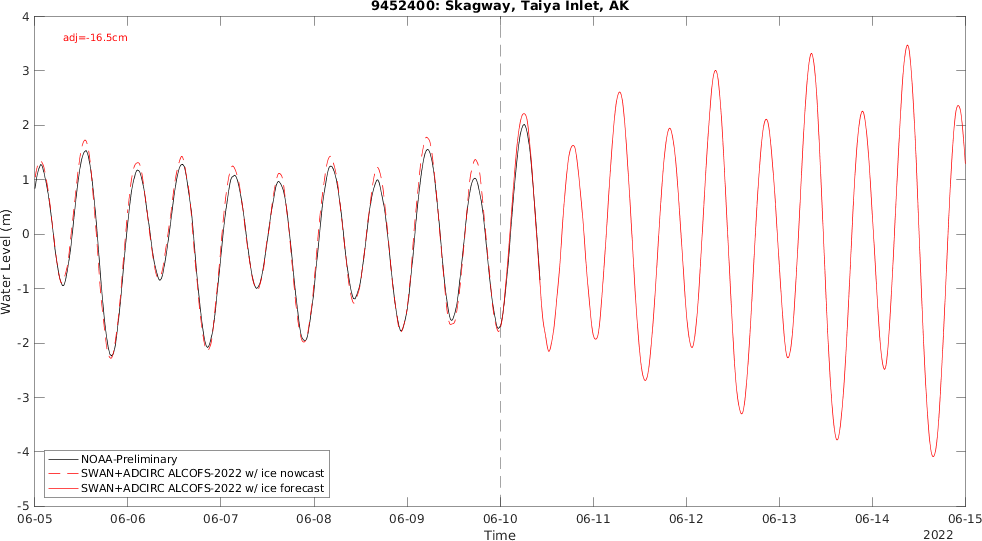 9452400: Skagway, Taiya Inlet, AK
adj=-16.5cm
4
3
2
1
0
-1
-2
-3
-4
-5
Water Level (m)
NOAA-Preliminary
SWAN+ADCIRC ALCOFS-2022 w/ ice nowcast
SWAN+ADCIRC ALCOFS-2022 w/ ice forecast
06-05 06-06 06-07 06-08 06-09 06-10 06-11 06-12 06-13 06-14 06-15
Time
2022